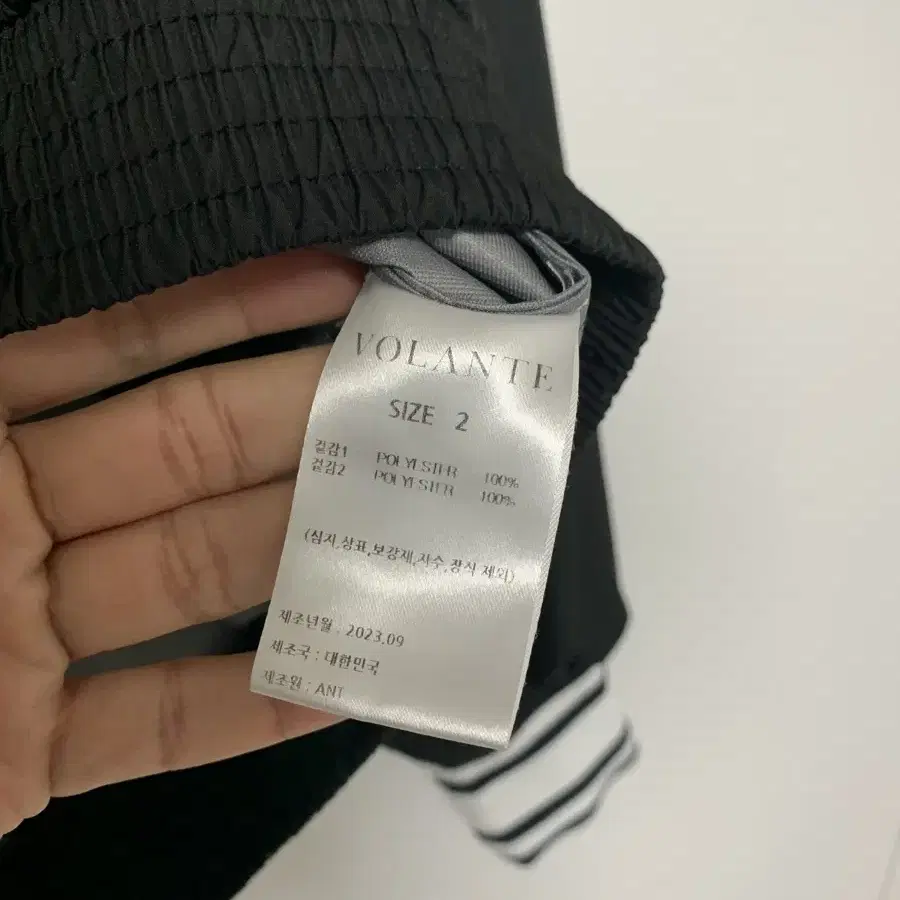 VOLANTE
SIZE 2
겉감1 POLYESTER 100%
겉감2 POLYESTER 100%
(심지,상표,보강재,자수,장식 제외)
제조년월 : 2023.09
제조국 : 대한민국
제조원 : ANT